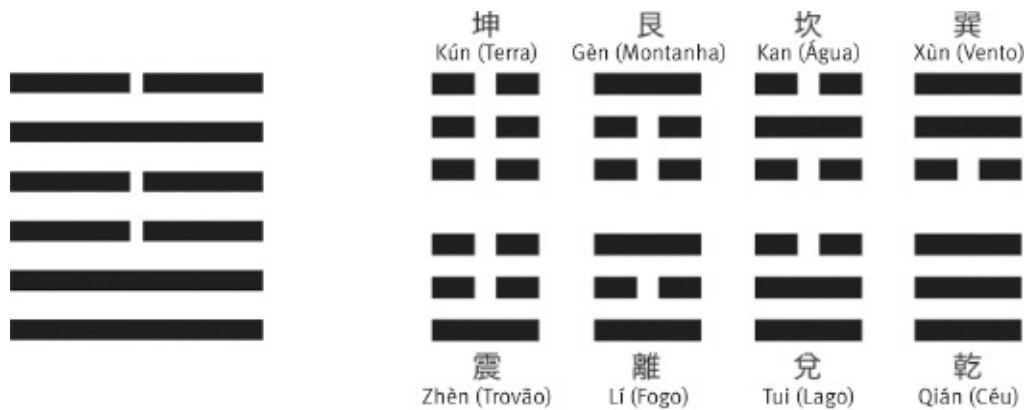 坤
Kún (Terra)
艮
Gèn (Montanha)
坎
Kan (Água)
巽
Xùn (Vento)
震
Zhèn (Trovão)
離
Lí (Fogo)
兌
Tui (Lago)
乾
Qián (Céu)